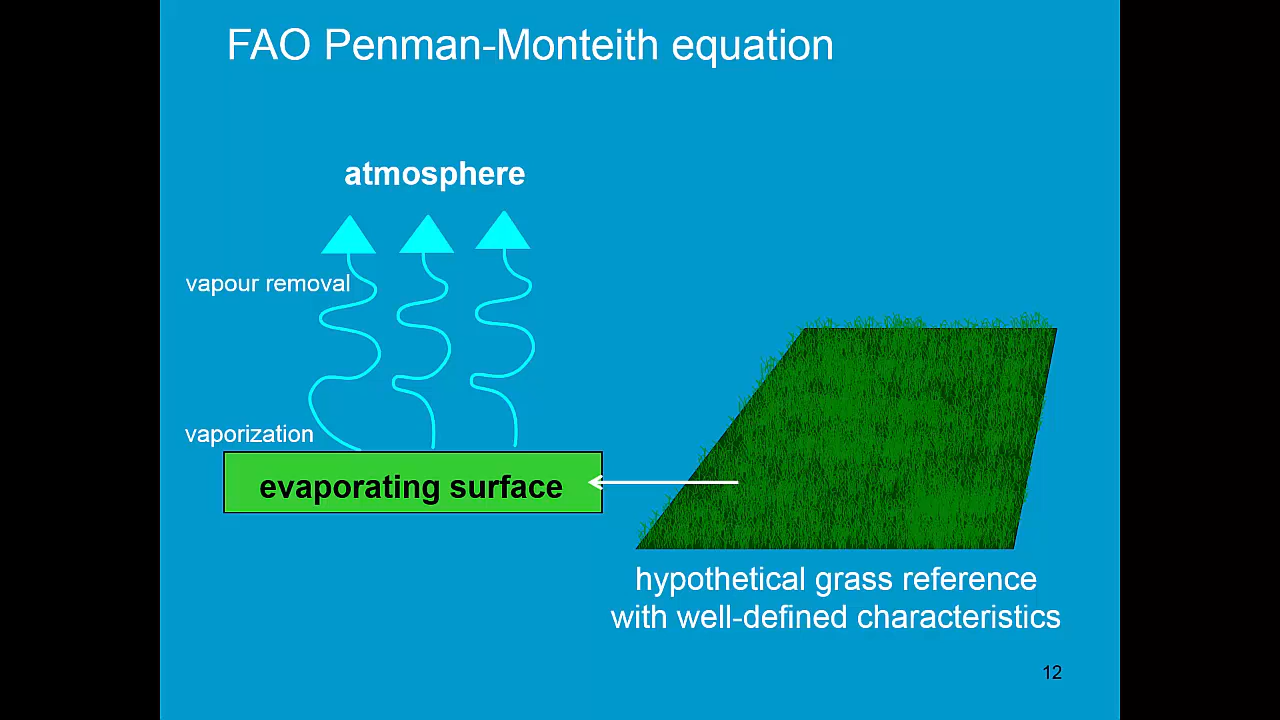 FAO Penman-Monteith equation
atmosphere
vapour removal
vaporization
evaporating surface
hypothetical grass reference
with well-defined characteristics
12